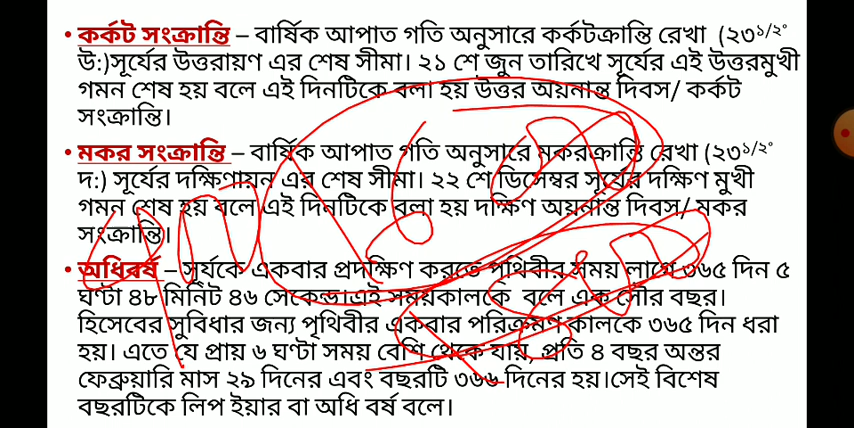 • কর্কট সংক্রান্তি – বার্ষিক আপাত গতি অনুসারে কর্কটক্রান্তি রেখা (২৩১/২°
উ:)সূর্যের উত্তরায়ণ এর শেষ সীমা। ২১ শে জুন তারিখে সূর্যের এই উত্তরমুখী
গমন শেষ হয় বলে এই দিনটিকে বলা হয় উত্তর অয়নান্ত দিবস/ কর্কট
সংক্রান্তি।
• মকর সংক্রান্তি – বার্ষিক আপাত গতি অনুসারে মকরক্রান্তি রেখা (২৩১/২°
দ:) সূর্যের দক্ষিণায়ন এর শেষ সীমা। ২২ শে ডিসেম্বর সূর্যের দক্ষিণ মুখী
গমন শেষ হয় বলে এই দিনটিকে বলা হয় দক্ষিণ অয়নান্ত দিবস/ মকর
সংক্রান্তি।
• অধিবর্ষ – সূর্যকে একবার প্রদক্ষিণ করতে পৃথিবীর সময় লাগে ৩৬৫ দিন ৫
ঘণ্টা ৪৮ মিনিট ৪৬ সেকেন্ড।এই সময়কালকে বলে এক সৌর বছর।
হিসেবের সুবিধার জন্য পৃথিবীর একবার পরিক্রমণ কালকে ৩৬৫ দিন ধরা
হয়। এতে যে প্রায় ৬ ঘণ্টা সময় বেশি থেকে যায়, প্রতি ৪ বছর অন্তর
ফেব্রুয়ারি মাস ২৯ দিনের এবং বছরটি ৩৬৬ দিনের হয়।সেই বিশেষ
বছরটিকে লিপ ইয়ার বা অধি বর্ষ বলে।